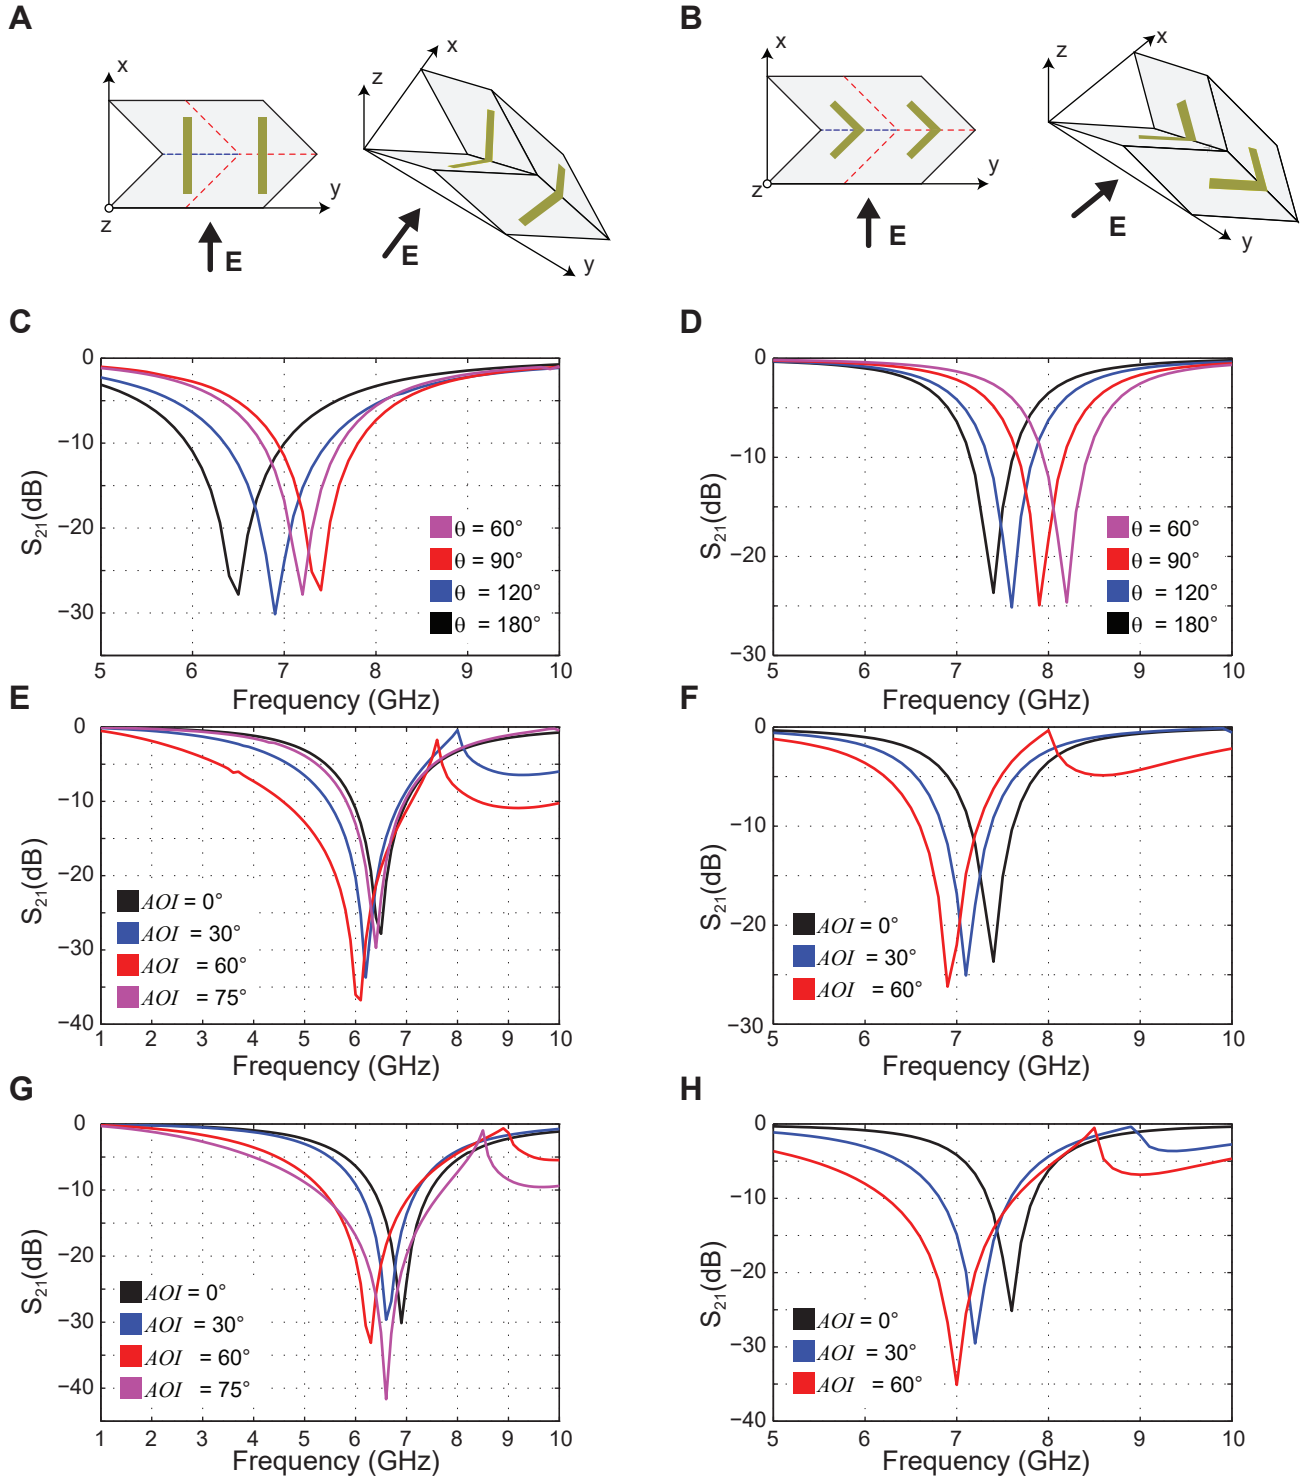 A
x
y
z
E
z
x
y
E
B
x
y
z
E
z
x
y
E
C
0
−10
−20
−30
S21(dB)
5 6 7 8 9 10
Frequency (GHz)
θ = 60°
θ = 90°
θ = 120°
θ = 180°
D
0
−10
−20
−30
S21(dB)
5 6 7 8 9 10
Frequency (GHz)
θ = 60°
θ = 90°
θ = 120°
θ = 180°
E
0
−10
−20
−30
−40
S21(dB)
1 2 3 4 5 6 7 8 9 10
Frequency (GHz)
AOI = 0°
AOI = 30°
AOI = 60°
AOI = 75°
F
0
−10
−20
−30
S21(dB)
5 6 7 8 9 10
Frequency (GHz)
AOI = 0°
AOI = 30°
AOI = 60°
G
0
−10
−20
−30
−40
S21(dB)
1 2 3 4 5 6 7 8 9 10
Frequency (GHz)
AOI = 0°
AOI = 30°
AOI = 60°
AOI = 75°
H
0
−10
−20
−30
−40
S21(dB)
5 6 7 8 9 10
Frequency (GHz)
AOI = 0°
AOI = 30°
AOI = 60°